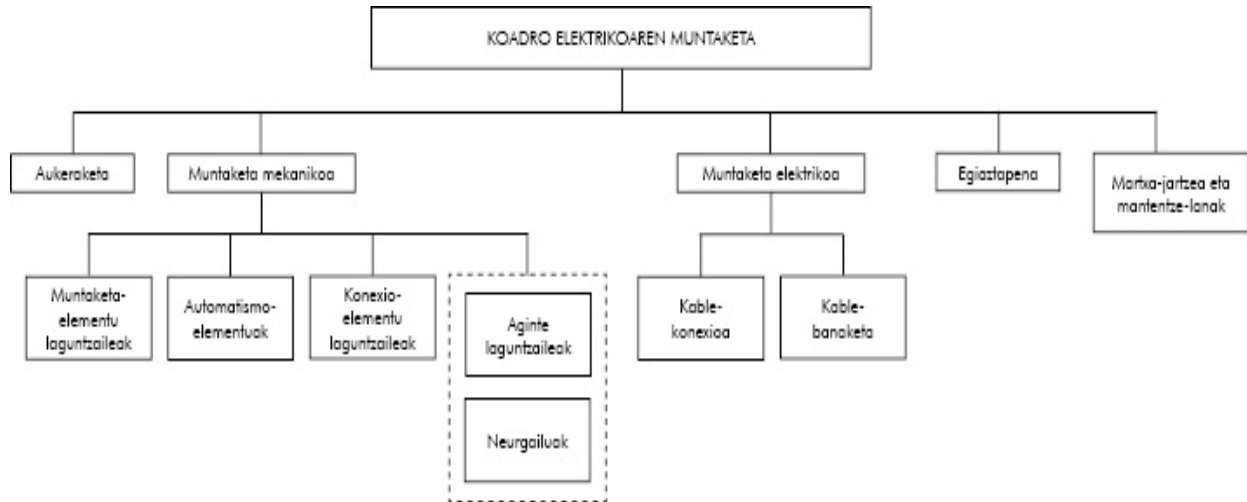 KOADRO ELEKTRIKOAREN MUNTAKETA
Aukeraketa
Muntaketa mekanikoa
Muntaketa elektrikoa
Egiaztapena
Martxa-jartzea eta
mantentze-lanak
Muntaketa-
elementu
laguntzaileak
Automatismo-
elementuak
Konexio-
elementu
laguntzaileak
Aginte
laguntzaileak
Neurgailuak
Kable-
konexioa
Kable-
banaketa